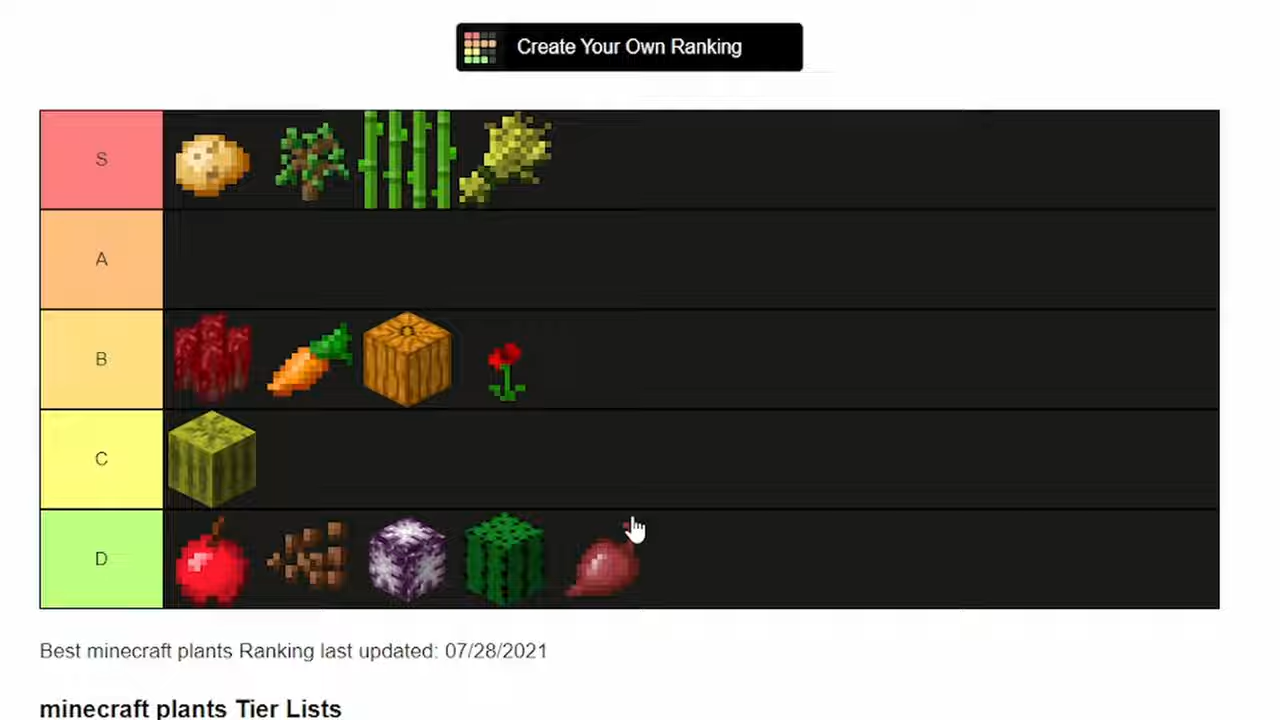 Create Your Own Ranking
S
A
B
C
D
Best minecraft plants Ranking last updated: 07/28/2021
minecraft plants Tier Lists